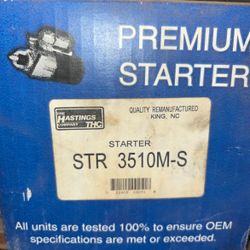 PREMIUM
STARTER
THE
HASTINGS
COMPANY THC
QUALITY REMANUFACTURED
KING, NC
STARTER
STR 3510M-S
All units are tested 100% to ensure OEM
specifications are met or exceeded.